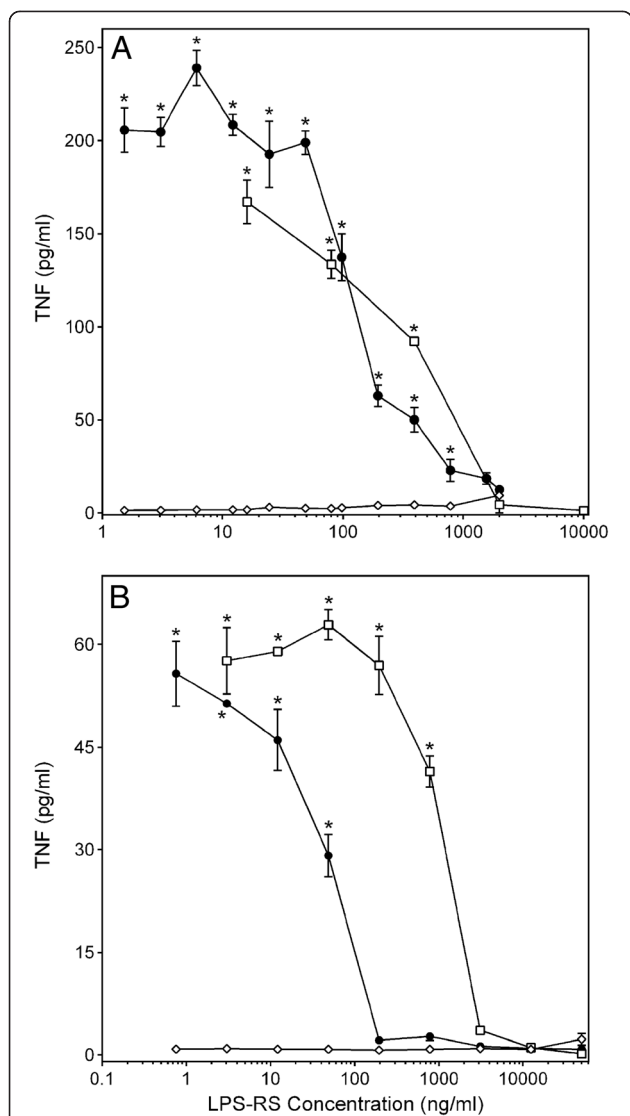 A
250
200
150
100
50
0
TNF (pg/ml)
* * * * * * * * * * *
* * *
1 10 100 1000 10000
B
60
45
30
15
0
TNF (pg/ml)
* * * * *
* * * *
0.1 1 10 100 1000 10000
LPS-RS Concentration (ng/ml)